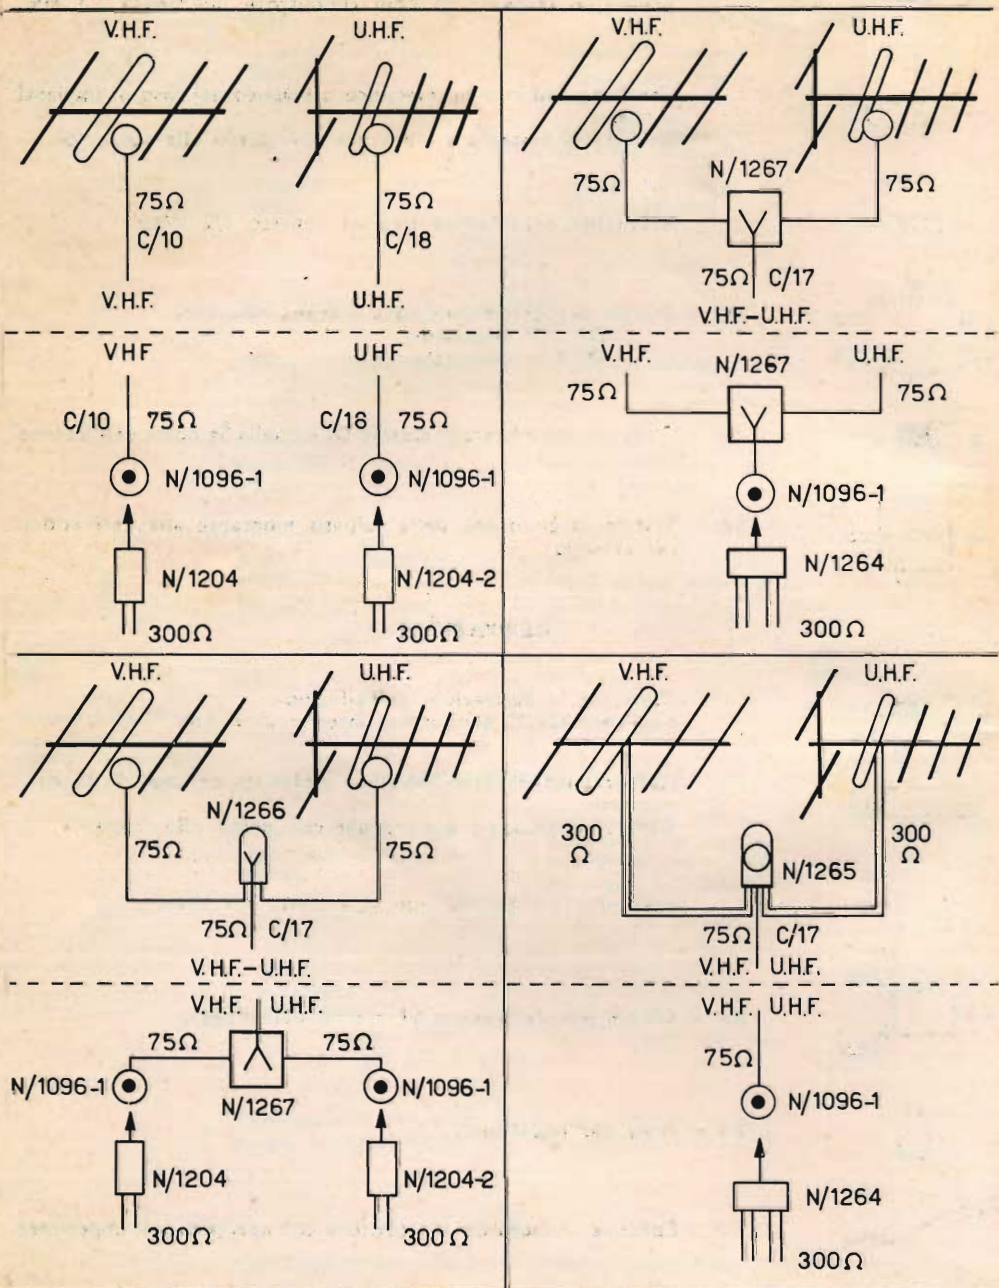 V.H.F. U.H.F.
75Ω 75Ω
C/10 C/18
V.H.F. U.H.F.
VHF UHF
C/10 75Ω C/18 75Ω
N/1096-1 N/1096-1
N/1204 N/1204-2
300Ω 300Ω
V.H.F. U.H.F.
N/1267
75Ω 75Ω
75Ω C/17
V.H.F.-U.H.F.
V.H.F. N/1267 U.H.F.
75Ω 75Ω
N/1096-1
N/1264
300Ω
V.H.F. U.H.F.
N/1266
75Ω 75Ω
75Ω C/17
V.H.F.-U.H.F.
V.H.F. U.H.F.
75Ω 75Ω
N/1096-1 N/1096-1
N/1267
N/1204 N/1204-2
300Ω 300Ω
V.H.F. U.H.F.
300 300
Ω Ω
N/1265
75Ω C/17
V.H.F. U.H.F.
V.H.F. U.H.F.
75Ω
N/1096-1
N/1264
300Ω